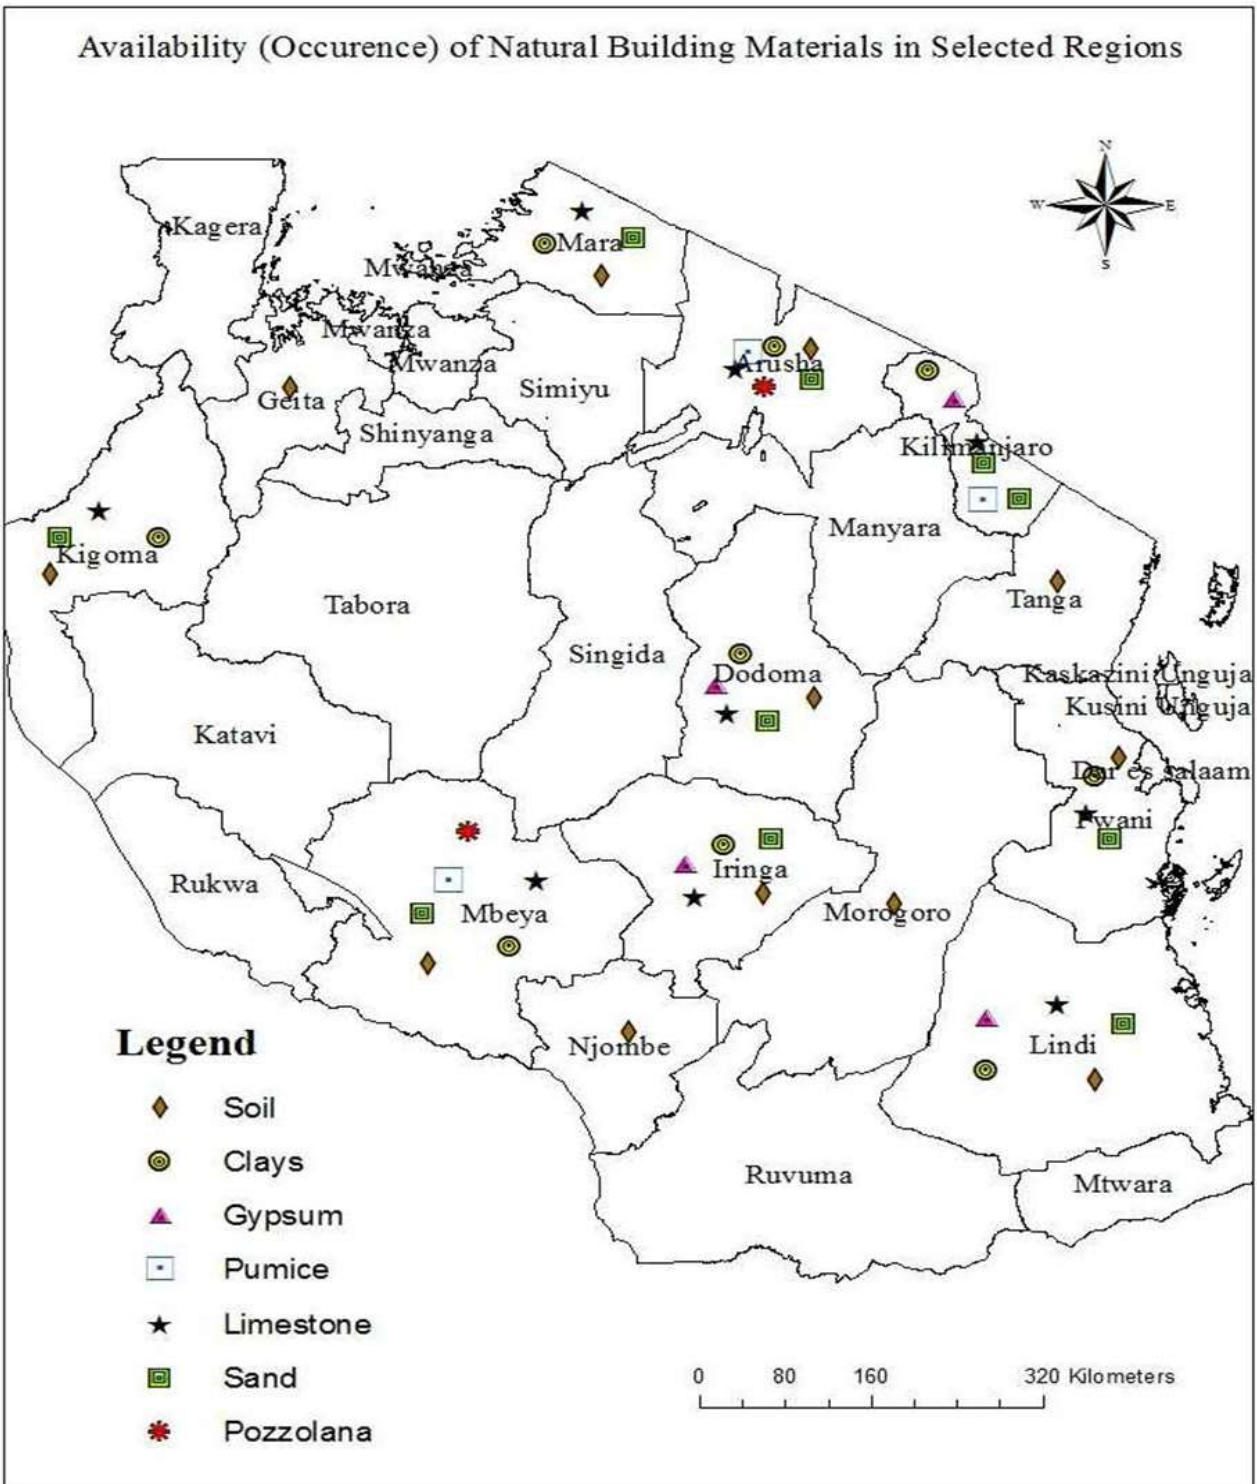 Availability (Occurence) of Natural Building Materials in Selected Regions
N
W
E
S
Kagera
Mara
Mwanza
Mwanza
Mwanza
Arusha
Simiyu
Geita
Shinyanga
Kilimanjaro
Manyara
Kigoma
Tabora
Tanga
Singida
Dodoma
Kaskazini Unguja
Kusini Unguja
Katavi
Dar es salaam
Pwani
Rukwa
Mbeya
Iringa
Morogoro
Njombe
Lindi
Ruvuma
Mtwara
Legend
Soil
Clays
Gypsum
Pumice
Limestone
Sand
Pozzolana
0 80 160 320 Kilometers